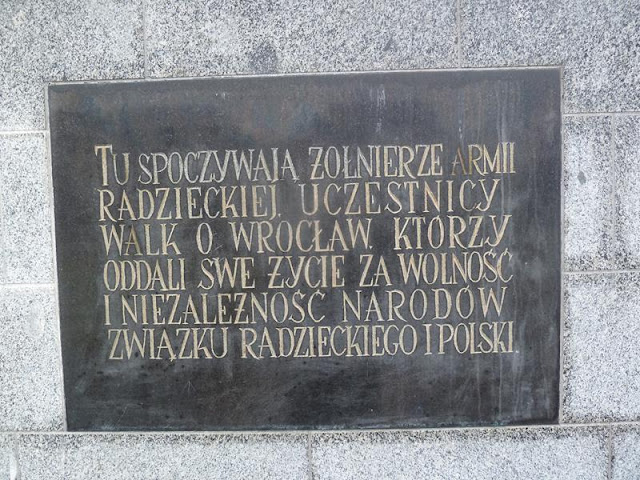 TU SPOCZYWAJĄ ŻOŁNIERZE ARMII
RADZIECKIEJ, UCZESTNICY
WALK O WROCŁAW, KTÓRZY
ODDALI SWE ŻYCIE ZA WOLNOŚĆ
I NIEZALEŻNOŚĆ NARODÓW
ZWIĄZKU RADZIECKIEGO I POLSKI.